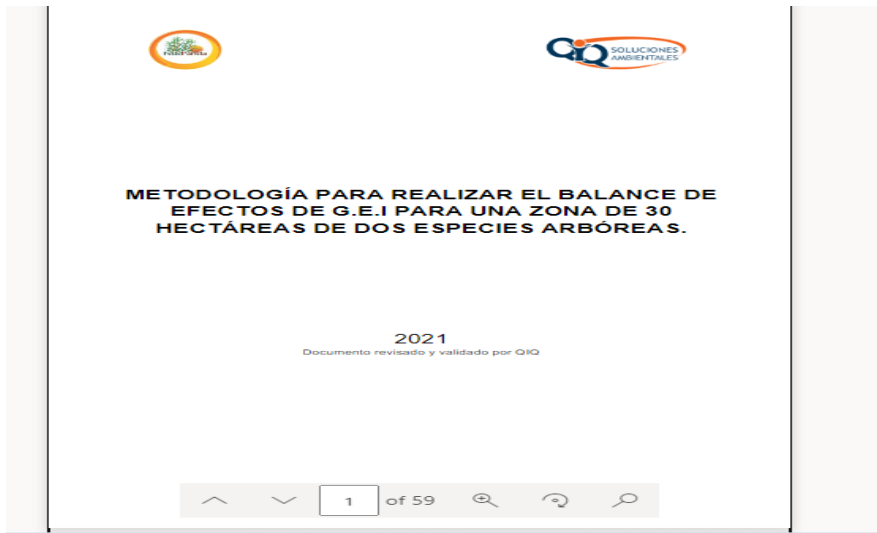 QIQ SOLUCIONES
AMBIENTALES
METODOLOGÍA PARA REALIZAR EL BALANCE DE
EFECTOS DE G.E.I PARA UNA ZONA DE 30
HECTÁREAS DE DOS ESPECIES ARBÓREAS.
2021
Documento revisado y validado por QIQ
1 of 59